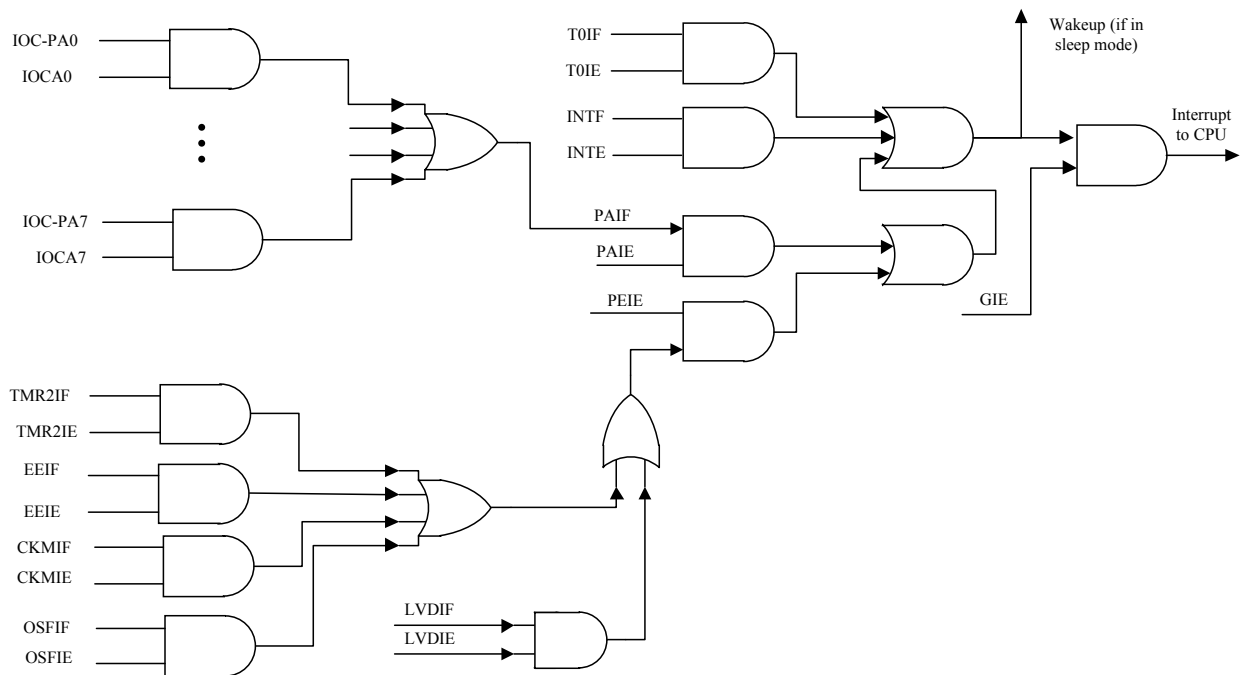 IOC-PA0
IOCA0
IOC-PA7
IOCA7
T0IF
T0IE
INTF
INTE
PAIF
PAIE
PEIE
Wakeup (if in
sleep mode)
Interrupt
to CPU
GIE
TMR2IF
TMR2IE
EEIF
EEIE
CKMIF
CKMIE
OSFIF
OSFIE
LVDIF
LVDIE